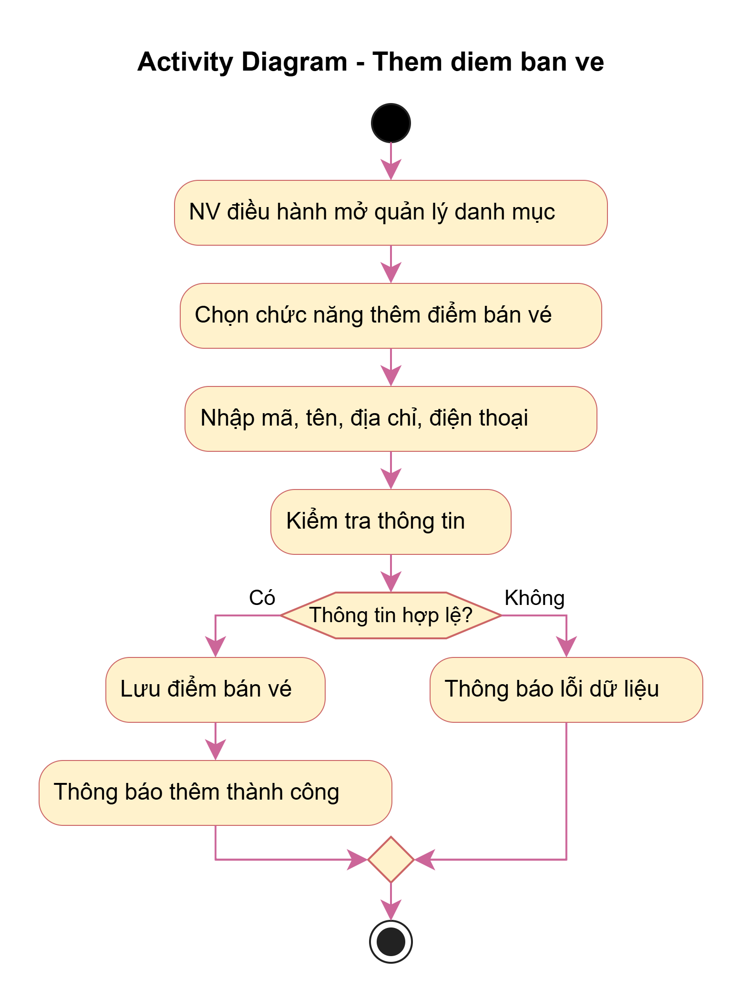 Activity Diagram - Them diem ban ve
NV điều hành mở quản lý danh mục
Chọn chức năng thêm điểm bán vé
Nhập mã, tên, địa chỉ, điện thoại
Kiểm tra thông tin
Thông tin hợp lệ?
Có
Không
Lưu điểm bán vé
Thông báo lỗi dữ liệu
Thông báo thêm thành công